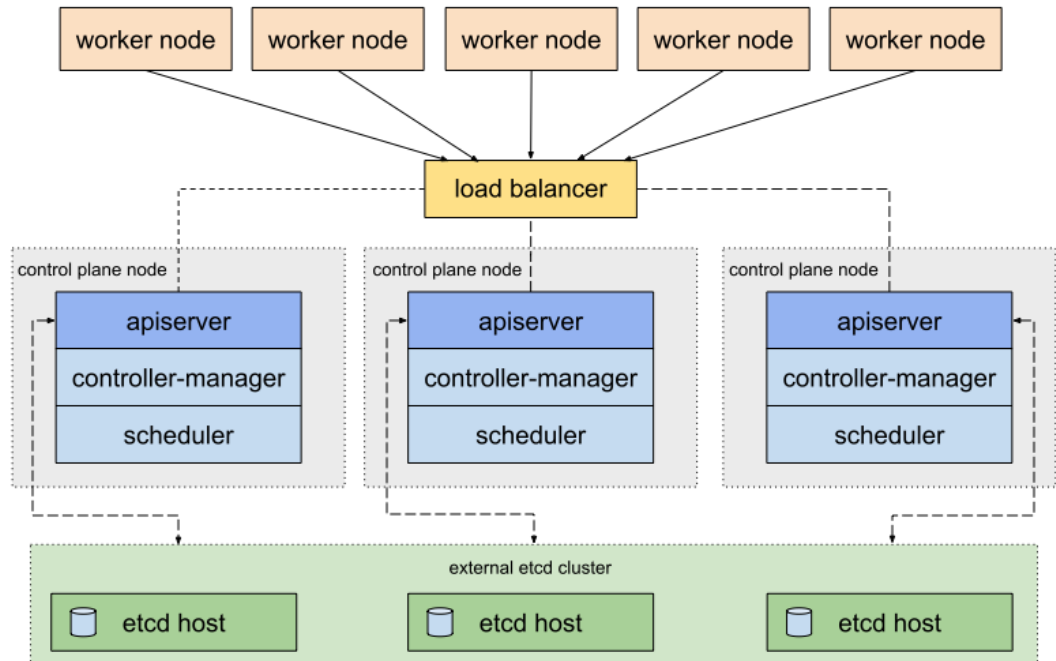 worker node
worker node
worker node
worker node
worker node
load balancer
control plane node
control plane node
control plane node
apiserver
apiserver
apiserver
controller-manager
controller-manager
controller-manager
scheduler
scheduler
scheduler
external etcd cluster
etcd host
etcd host
etcd host